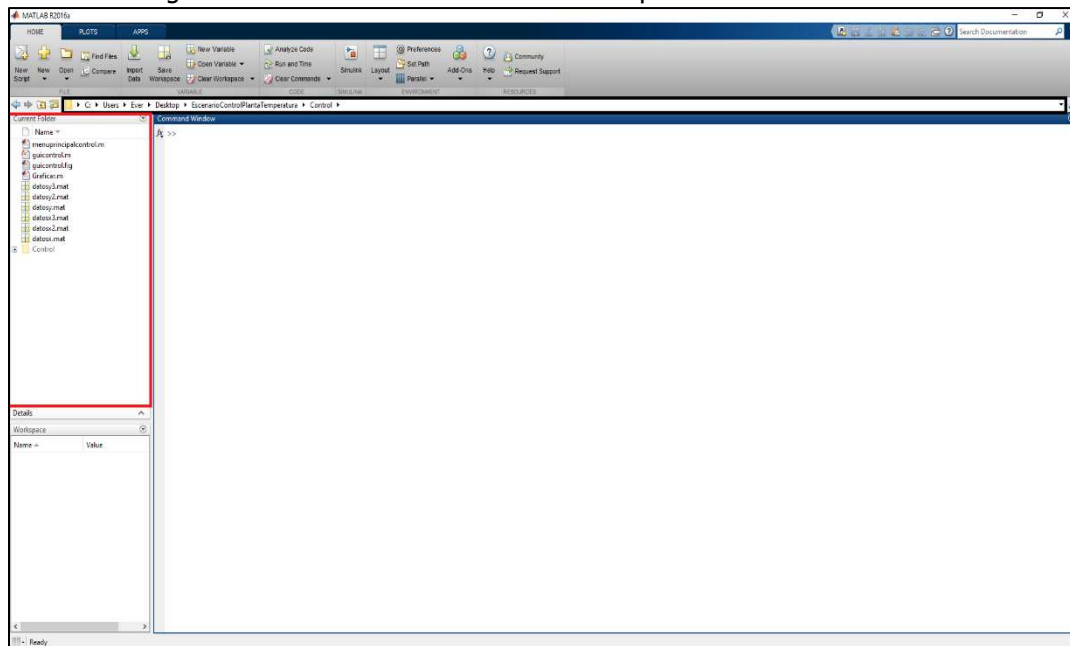 MATLAB R2016a
HOME PLOTS APPS
Search Documentation
New Script
New
Open
Find Files
Compare
Import Data
Save Workspace
New Variable
Open Variable
Clear Workspace
Analyze Code
Run and Time
Clear Commands
Simulink
Layout
Preferences
Set Path
Parallel
Add-Ons
Help
Community
Request Support
FILE VARIABLE CODE SIMULINK ENVIRONMENT RESOURCES
C: Users Ever Desktop EscenarioControlPlantaTemperatura Control
Current Folder
Command Window
Name
fx >>
menuprincipalcontrol.m
guicontrol.m
guicontrol.fig
Graficar.m
datosy3.mat
datosy2.mat
datosy.mat
datosx3.mat
datosx2.mat
datosx.mat
Control
Details
Workspace
Name Value
Ready